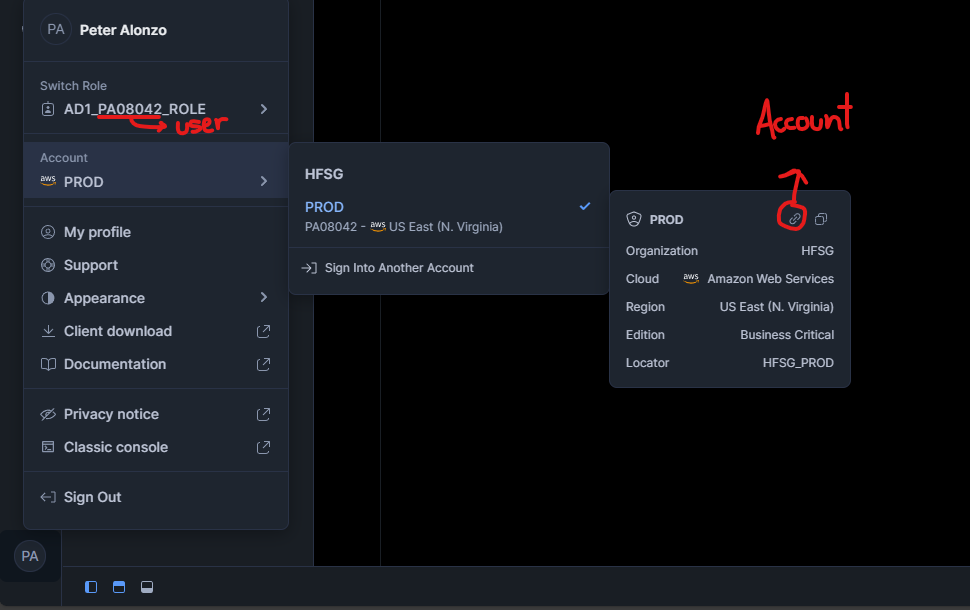 PA Peter Alonzo
Switch Role
AD1_PA08042_ROLE
user
Account
aws PROD
My profile
Support
Appearance
Client download
Documentation
Privacy notice
Classic console
Sign Out
PA
HFSG
PROD
PA08042 - aws US East (N. Virginia)
Sign Into Another Account
Account
PROD
Organization HFSG
Cloud aws Amazon Web Services
Region US East (N. Virginia)
Edition Business Critical
Locator HFSG_PROD